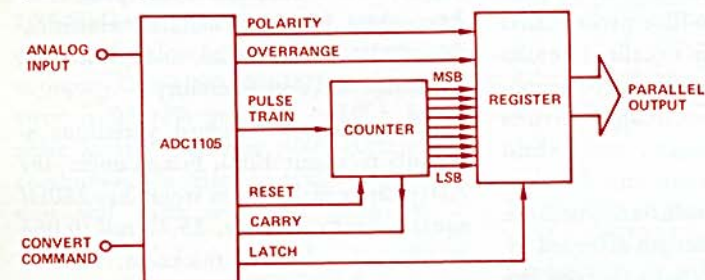 POLARITY
OVERRANGE
ANALOG
INPUT
MSB
PULSE
TRAIN
ADC1105
COUNTER
REGISTER
PARALLEL
OUTPUT
LSB
RESET
CARRY
CONVERT
COMMAND
LATCH